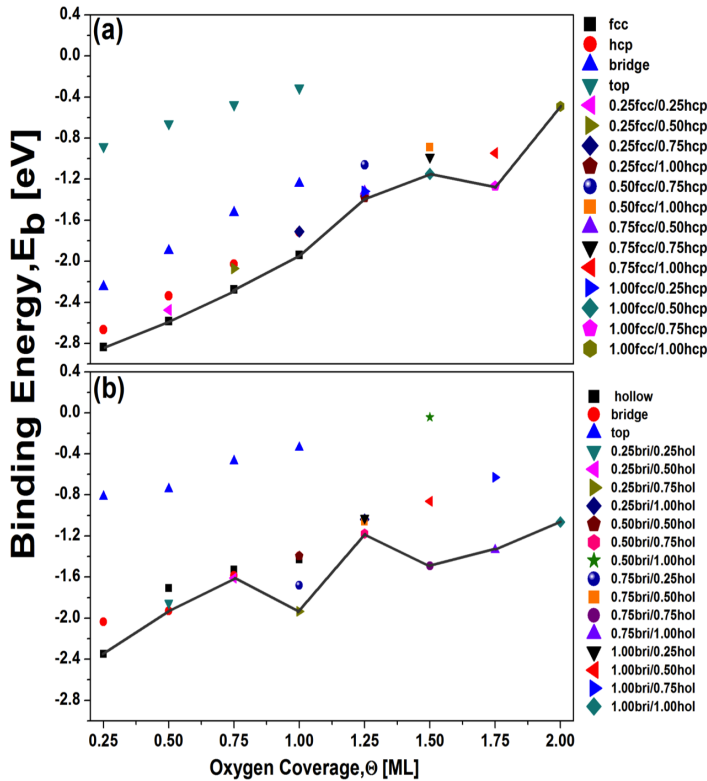 (a)
0.4
0.0
-0.4
-0.8
-1.2
-1.6
-2.0
-2.4
-2.8
fcc
hcp
bridge
top
0.25fcc/0.25hcp
0.25fcc/0.50hcp
0.25fcc/0.75hcp
0.25fcc/1.00hcp
0.50fcc/0.75hcp
0.50fcc/1.00hcp
0.75fcc/0.50hcp
0.75fcc/0.75hcp
0.75fcc/1.00hcp
1.00fcc/0.25hcp
1.00fcc/0.50hcp
1.00fcc/0.75hcp
1.00fcc/1.00hcp
Binding Energy,E_b [eV]
(b)
0.4
0.0
-0.4
-0.8
-1.2
-1.6
-2.0
-2.4
-2.8
hollow
bridge
top
0.25bri/0.25hol
0.25bri/0.50hol
0.25bri/0.75hol
0.25bri/1.00hol
0.50bri/0.50hol
0.50bri/0.75hol
0.50bri/1.00hol
0.75bri/0.25hol
0.75bri/0.50hol
0.75bri/0.75hol
0.75bri/1.00hol
1.00bri/0.25hol
1.00bri/0.50hol
1.00bri/0.75hol
1.00bri/1.00hol
0.25 0.50 0.75 1.00 1.25 1.50 1.75 2.00
Oxygen Coverage,Θ [ML]